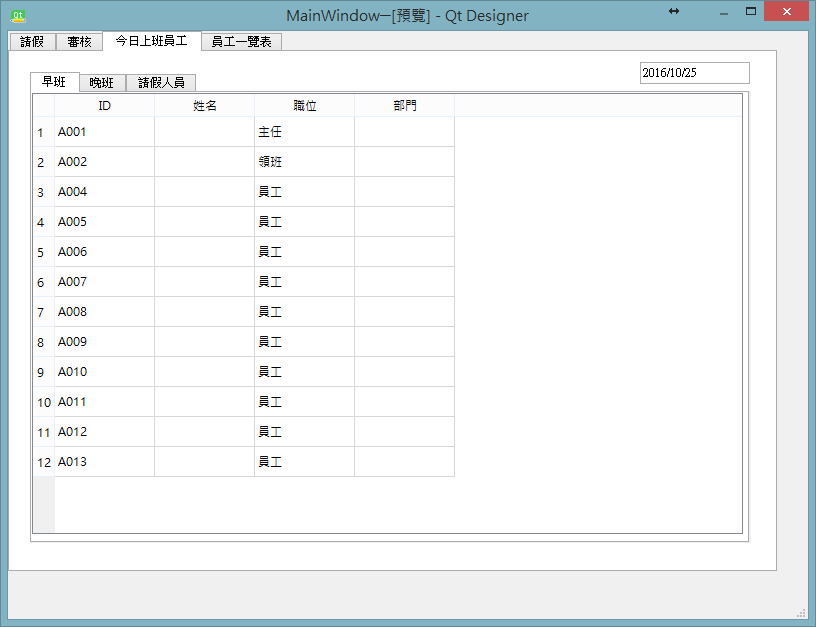 Qt MainWindow─[預覽] - Qt Designer
請假 審核 今日上班員工 員工一覽表
2016/10/25
早班 晚班 請假人員
ID 姓名 職位 部門
1 A001 主任
2 A002 領班
3 A004 員工
4 A005 員工
5 A006 員工
6 A007 員工
7 A008 員工
8 A009 員工
9 A010 員工
10 A011 員工
11 A012 員工
12 A013 員工